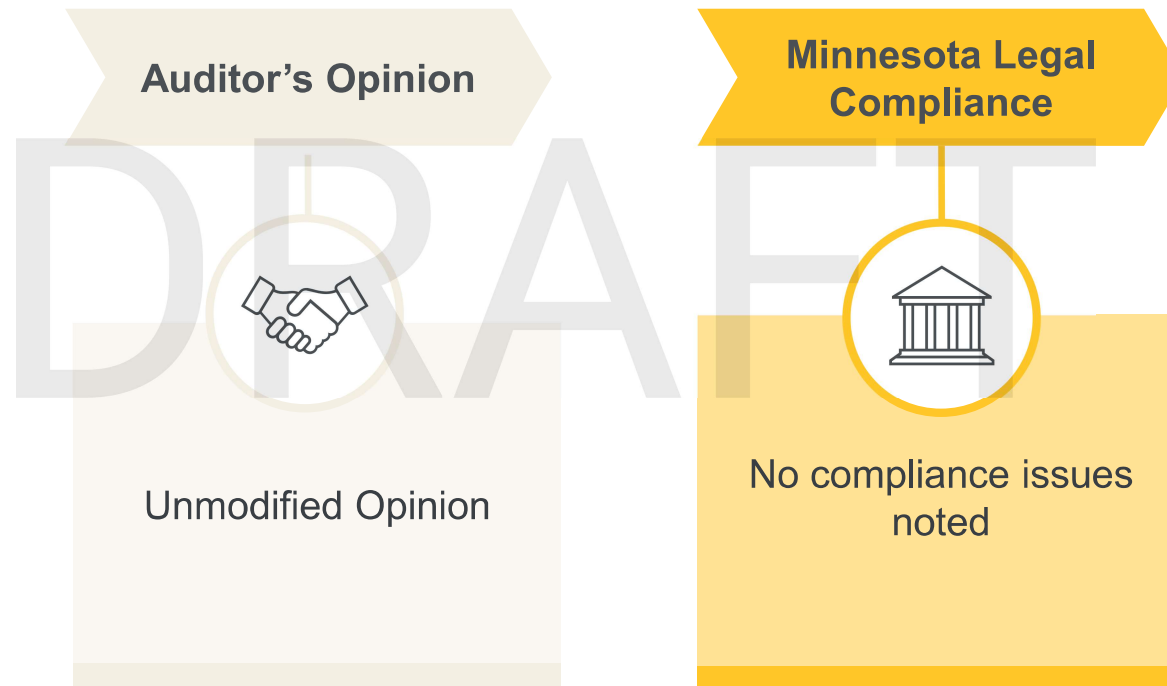 Auditor’s Opinion
Minnesota Legal
Compliance
DRAFT
Unmodified Opinion
No compliance issues
noted